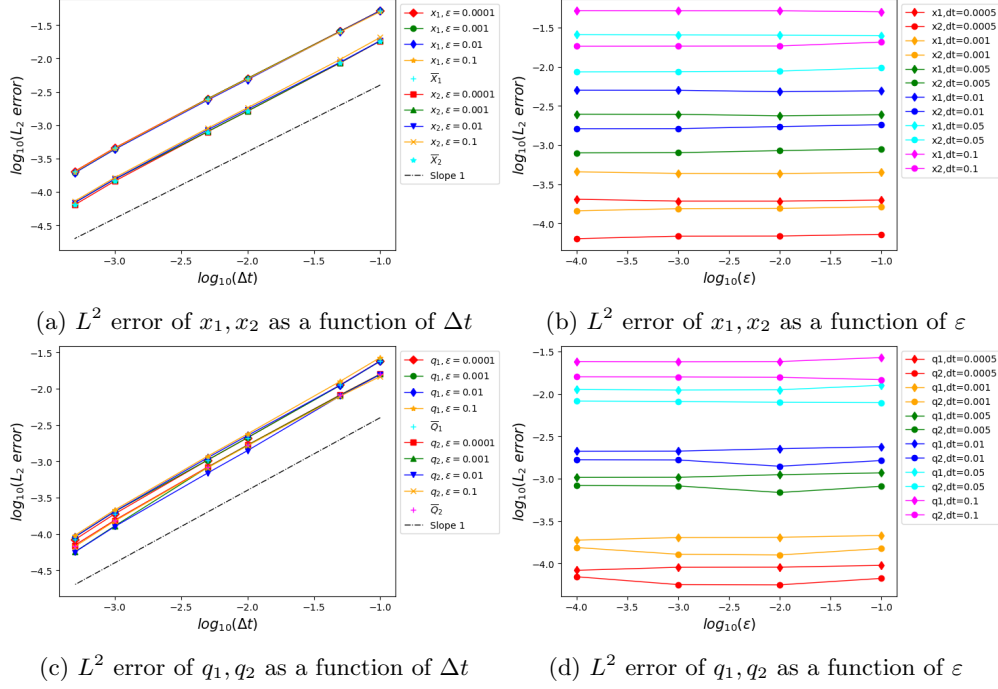 -1.5
-2.0
-2.5
-3.0
-3.5
-4.0
-4.5
log₁₀(L₂ error)
-3.0 -2.5 -2.0 -1.5 -1.0
log₁₀(Δt)
x₁, ε = 0.0001
x₁, ε = 0.001
x₁, ε = 0.01
x₁, ε = 0.1
X̅₁
x₂, ε = 0.0001
x₂, ε = 0.001
x₂, ε = 0.01
x₂, ε = 0.1
X̅₂
Slope 1
(a) L² error of x₁, x₂ as a function of Δt
-1.5
-2.0
-2.5
-3.0
-3.5
-4.0
log₁₀(L₂ error)
-4.0 -3.5 -3.0 -2.5 -2.0 -1.5 -1.0
log₁₀(ε)
x1,dt=0.0005
x2,dt=0.0005
x1,dt=0.001
x2,dt=0.001
x1,dt=0.005
x2,dt=0.005
x1,dt=0.01
x2,dt=0.01
x1,dt=0.05
x2,dt=0.05
x1,dt=0.1
x2,dt=0.1
(b) L² error of x₁, x₂ as a function of ε
-1.5
-2.0
-2.5
-3.0
-3.5
-4.0
-4.5
log₁₀(L₂ error)
-3.0 -2.5 -2.0 -1.5 -1.0
log₁₀(Δt)
q₁, ε = 0.0001
q₁, ε = 0.001
q₁, ε = 0.01
q₁, ε = 0.1
Q̅₁
q₂, ε = 0.0001
q₂, ε = 0.001
q₂, ε = 0.01
q₂, ε = 0.1
Q̅₂
Slope 1
(c) L² error of q₁, q₂ as a function of Δt
-1.5
-2.0
-2.5
-3.0
-3.5
-4.0
log₁₀(L₂ error)
-4.0 -3.5 -3.0 -2.5 -2.0 -1.5 -1.0
log₁₀(ε)
q1,dt=0.0005
q2,dt=0.0005
q1,dt=0.001
q2,dt=0.001
q1,dt=0.005
q2,dt=0.005
q1,dt=0.01
q2,dt=0.01
q1,dt=0.05
q2,dt=0.05
q1,dt=0.1
q2,dt=0.1
(d) L² error of q₁, q₂ as a function of ε